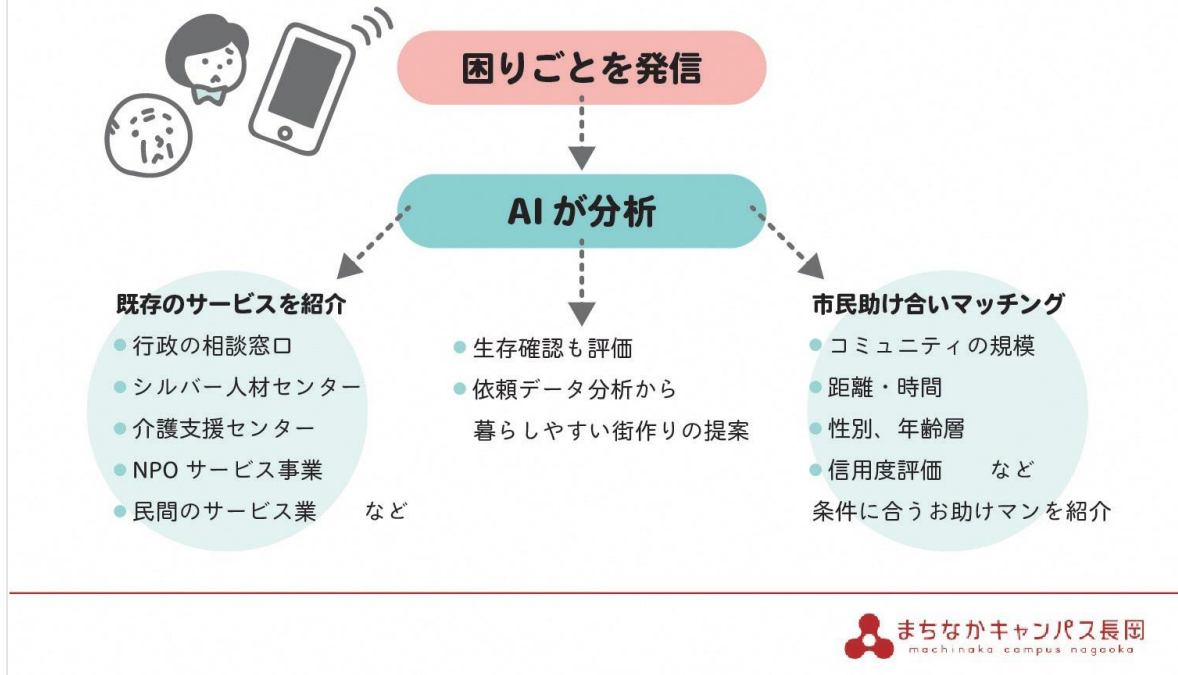 困りごとを発信
AI が分析
既存のサービスを紹介
行政の相談窓口
シルバー人材センター
介護支援センター
NPO サービス事業
民間のサービス業 など
生存確認も評価
依頼データ分析から
暮らしやすい街作りの提案
市民助け合いマッチング
コミュニティの規模
距離・時間
性別、年齢層
信用度評価 など
条件に合うお助けマンを紹介
まちなかキャンパス長岡
machinaka campus nagaoka